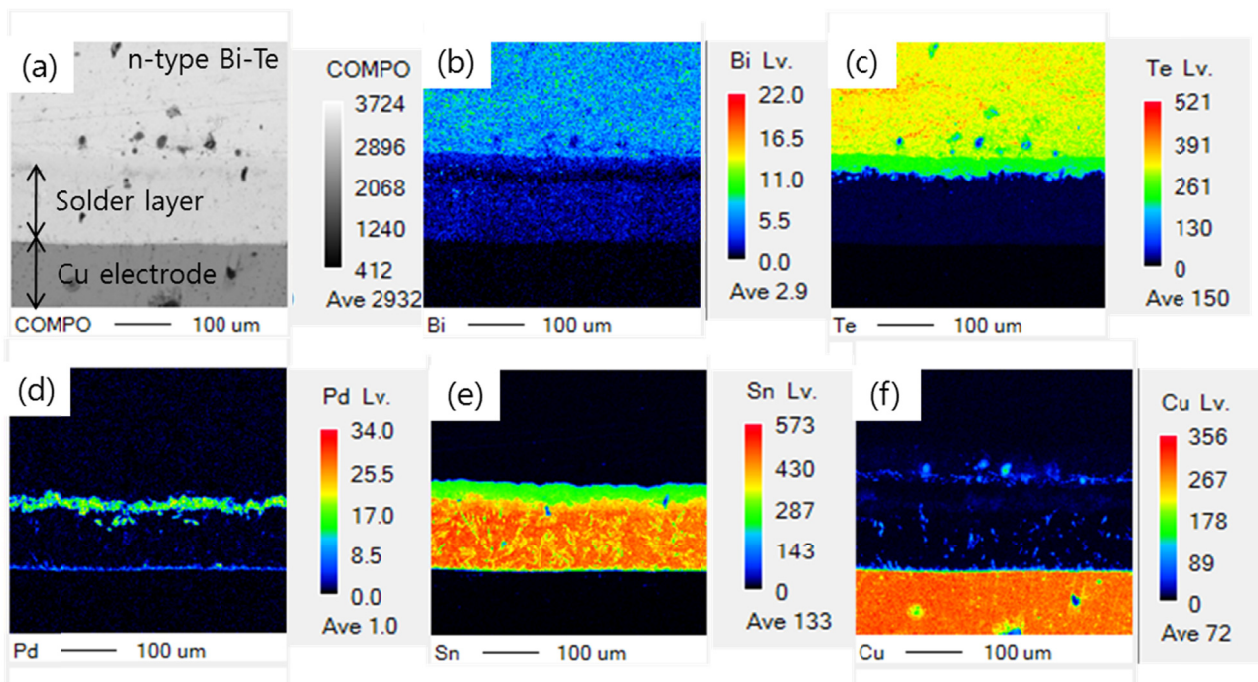 (a)
n-type Bi-Te
Solder layer
Cu electrode
COMPO
100 um
COMPO
3724
2896
2068
1240
412
Ave 2932
(b)
Bi
100 um
Bi Lv.
22.0
16.5
11.0
5.5
0.0
Ave 2.9
(c)
Te
100 um
Te Lv.
521
391
261
130
0
Ave 150
(d)
Pd
100 um
Pd Lv.
34.0
25.5
17.0
8.5
0.0
Ave 1.0
(e)
Sn
100 um
Sn Lv.
573
430
287
143
0
Ave 133
(f)
Cu
100 um
Cu Lv.
356
267
178
89
0
Ave 72